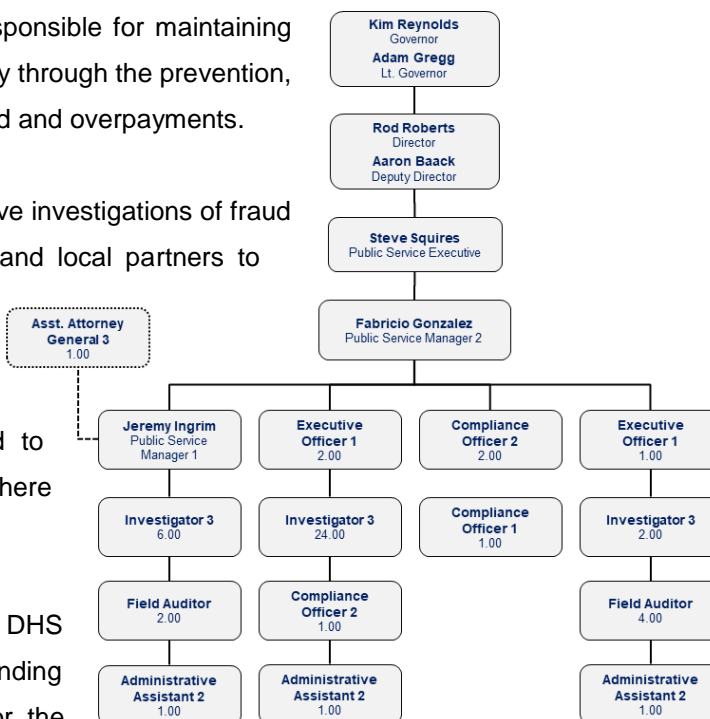 sponsible for maintaining
y through the prevention,
d and overpayments.
ve investigations of fraud
and local partners to
d to
here
DHS
nding
or the
Kim Reynolds
Governor
Adam Gregg
Lt. Governor
Rod Roberts
Director
Aaron Baack
Deputy Director
Steve Squires
Public Service Executive
Fabricio Gonzalez
Public Service Manager 2
Asst. Attorney
General 3
1.00
Jeremy Ingrim
Public Service
Manager 1
Executive
Officer 1
2.00
Compliance
Officer 2
2.00
Executive
Officer 1
1.00
Investigator 3
6.00
Investigator 3
24.00
Compliance
Officer 1
1.00
Investigator 3
2.00
Field Auditor
2.00
Compliance
Officer 2
1.00
Field Auditor
4.00
Administrative
Assistant 2
1.00
Administrative
Assistant 2
1.00
Administrative
Assistant 2
1.00